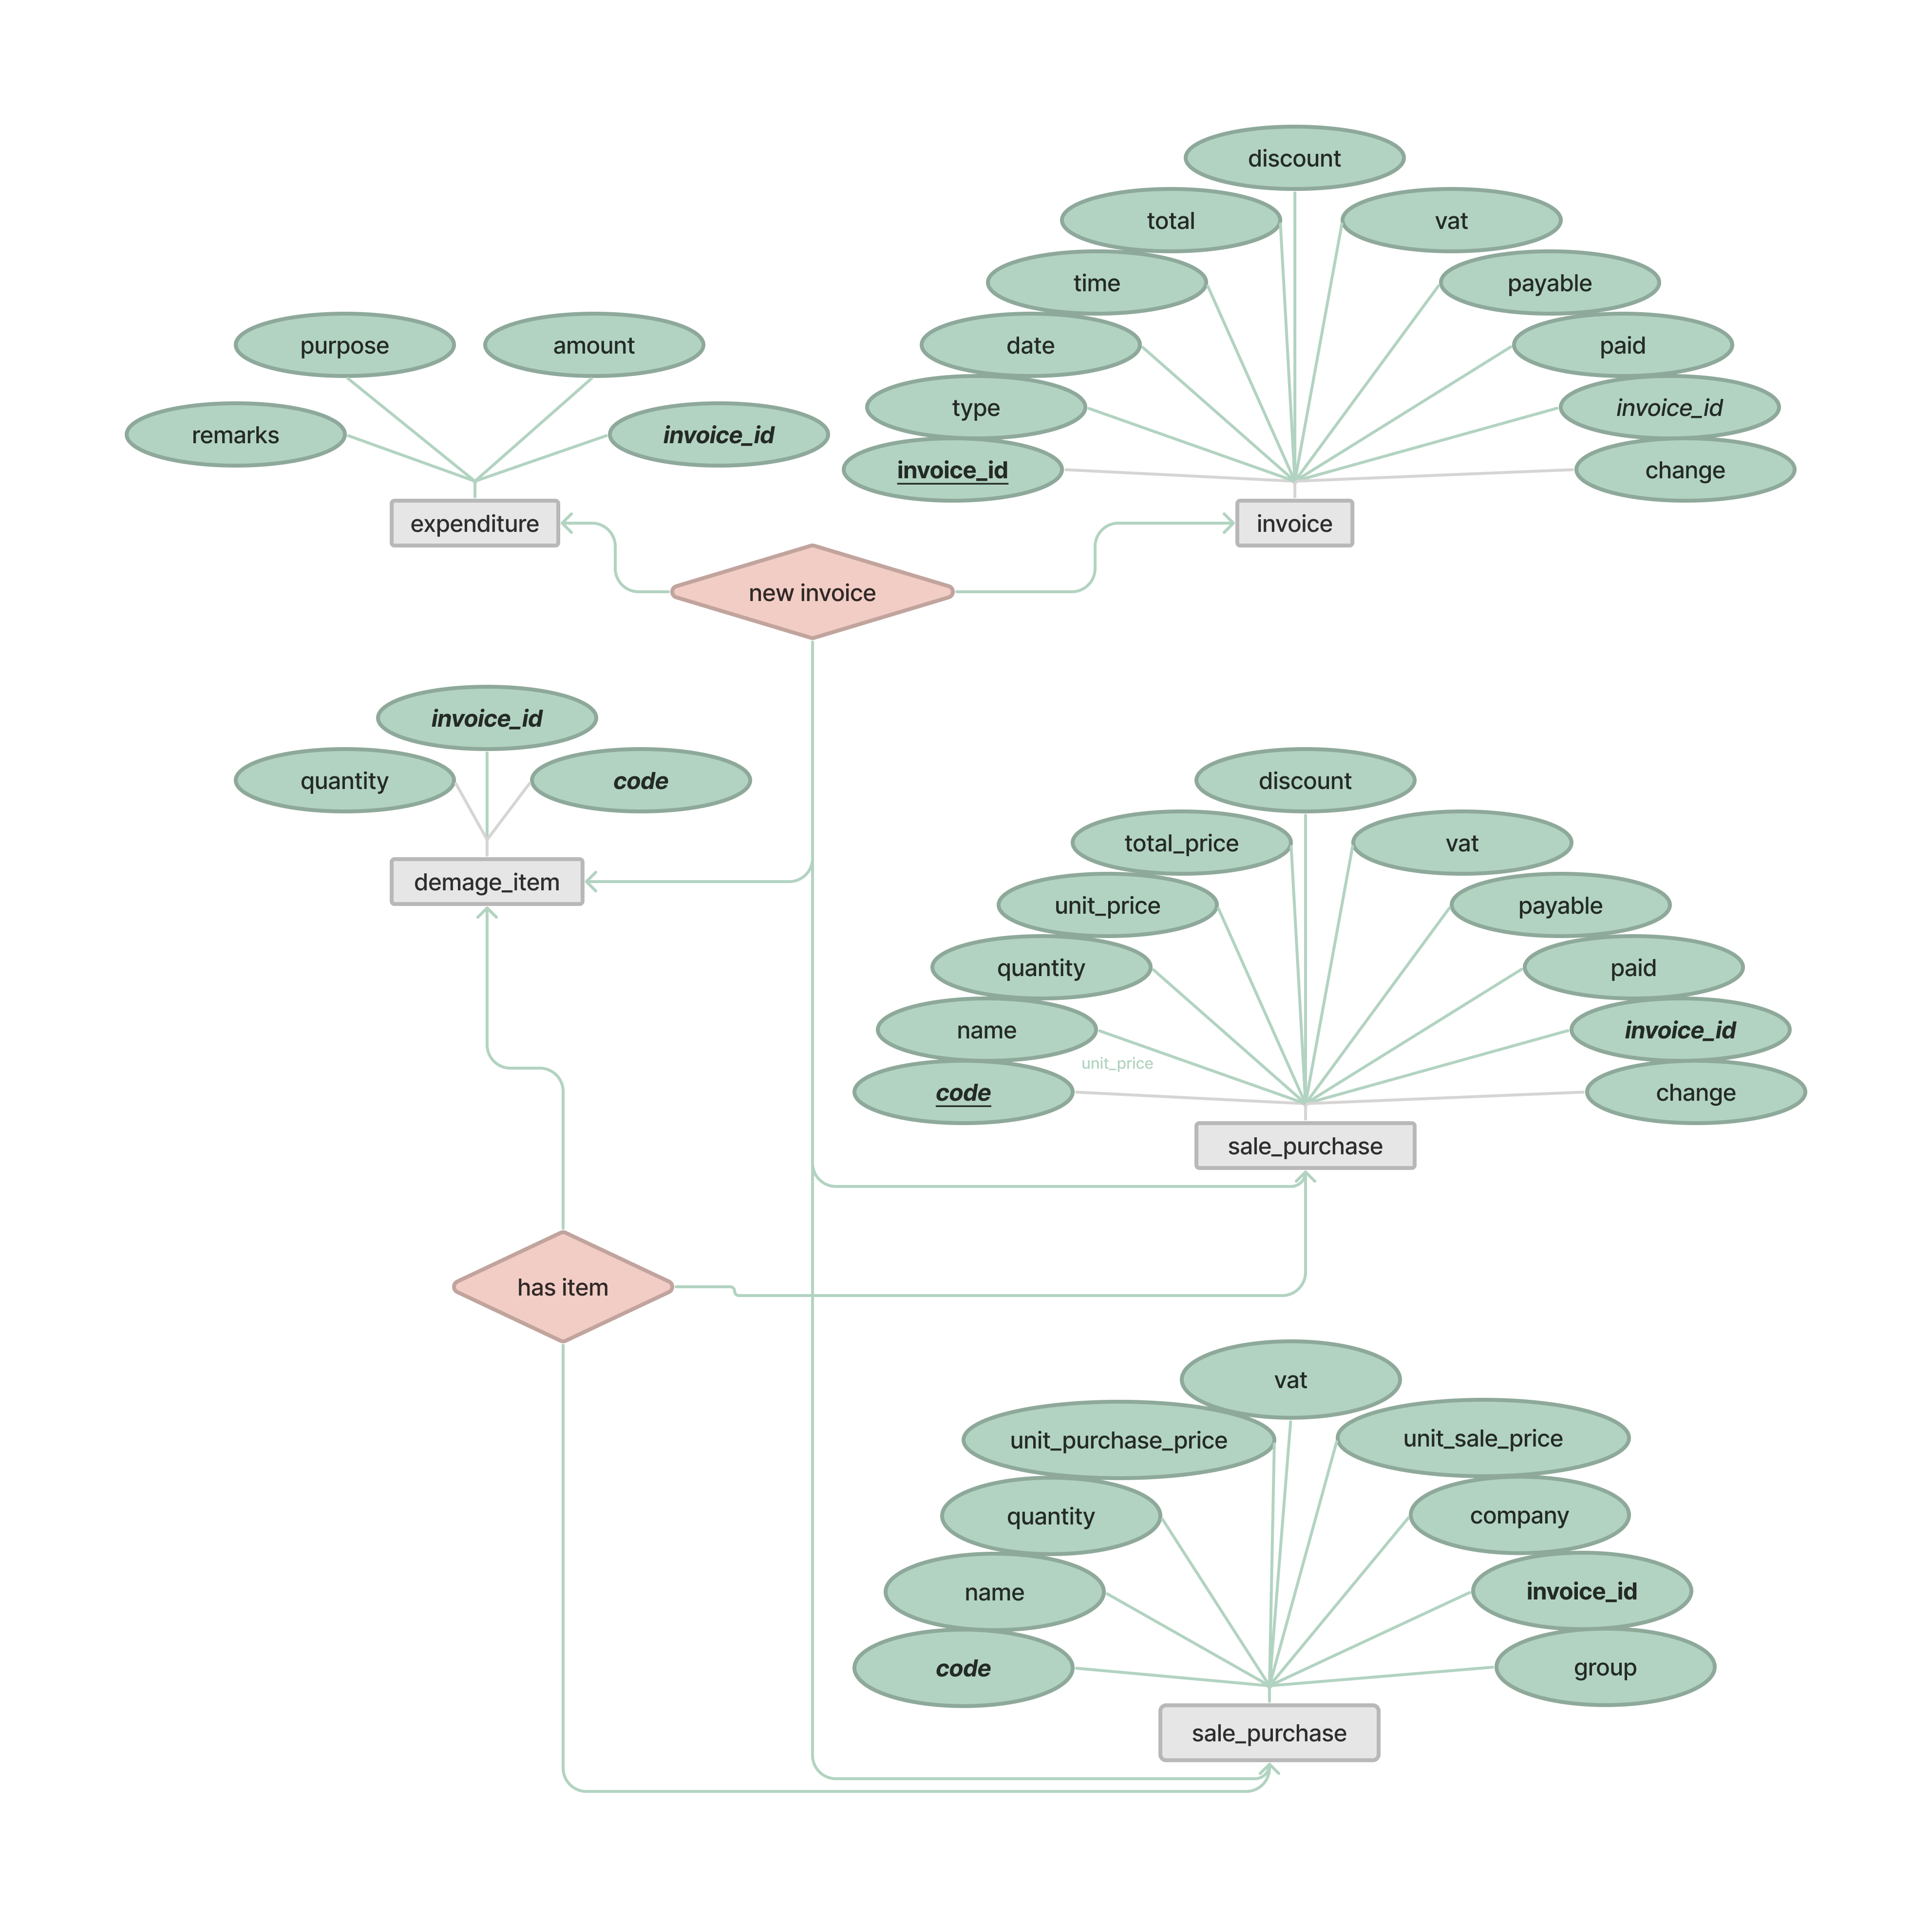 discount
total
vat
time
payable
purpose
amount
date
paid
remarks
invoice_id
type
invoice_id
invoice_id
change
expenditure
invoice
new invoice
invoice_id
quantity
code
discount
total_price
vat
demage_item
unit_price
payable
quantity
paid
name
invoice_id
unit_price
code
change
sale_purchase
has item
vat
unit_purchase_price
unit_sale_price
quantity
company
name
invoice_id
code
group
sale_purchase